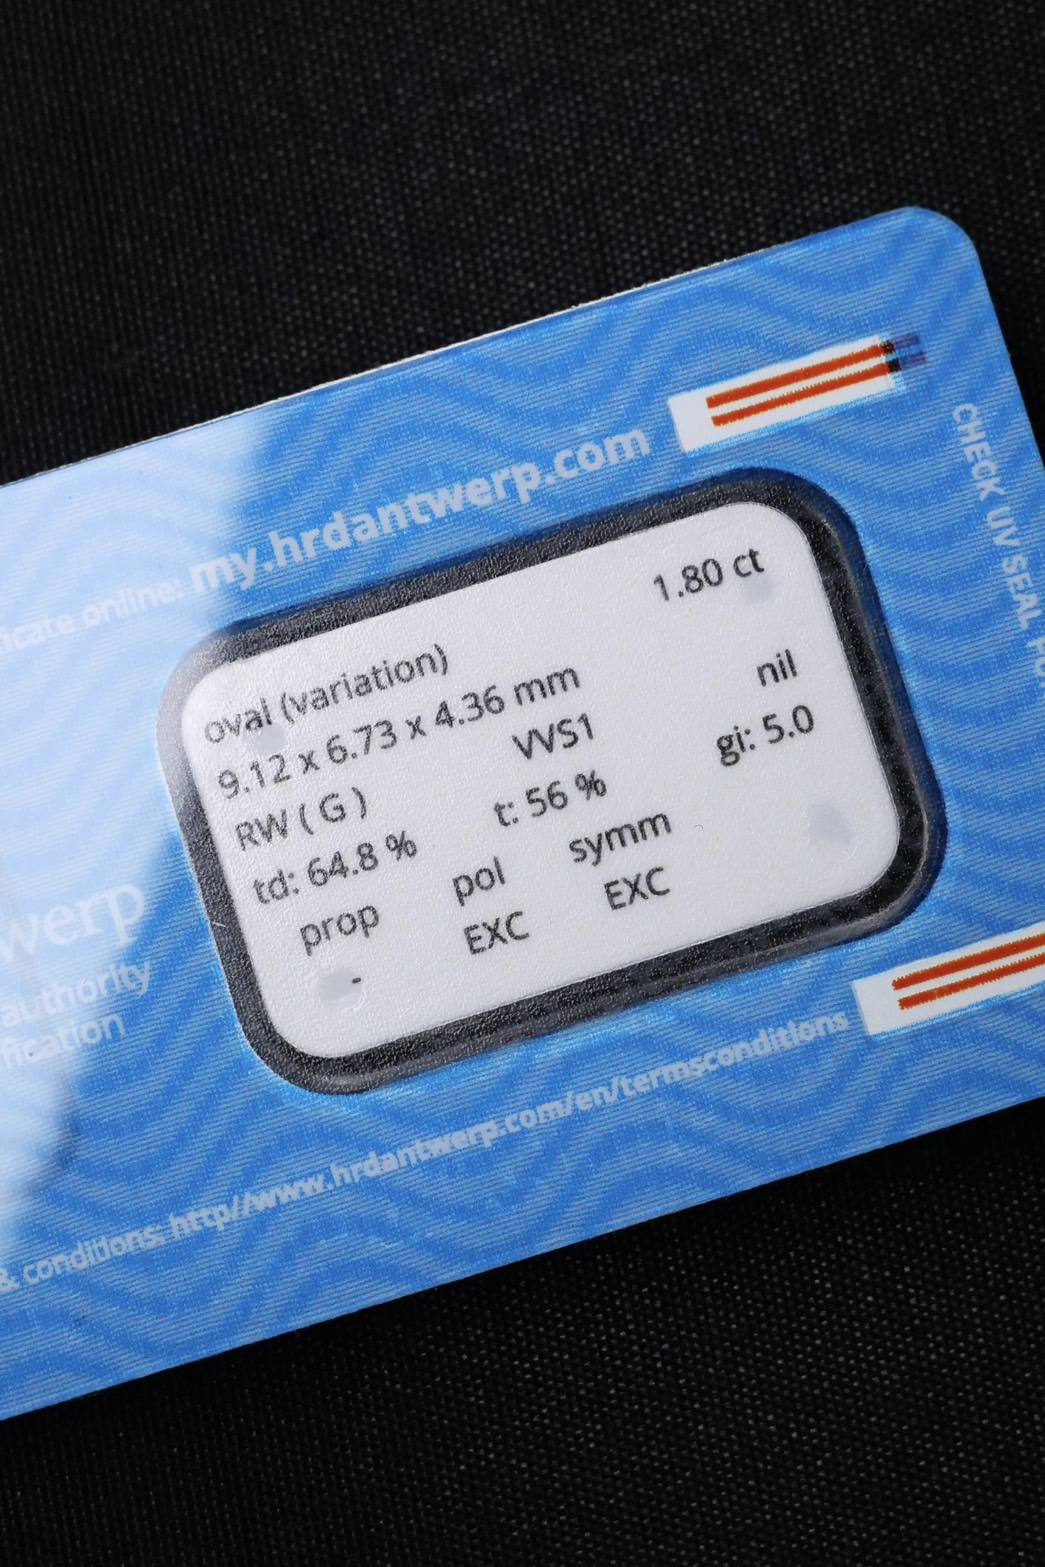 icate online: my.hrdantwerp.com
1.80 ct
oval (variation)
9.12 x 6.73 x 4.36 mm
RW ( G ) VVS1 nil
td: 64.8 % t: 56 % gi: 5.0
prop pol symm
- EXC EXC
werp
authority
fication
& conditions: http//www.hrdantwerp.com/en/termsconditions
CHECK UV SEAL